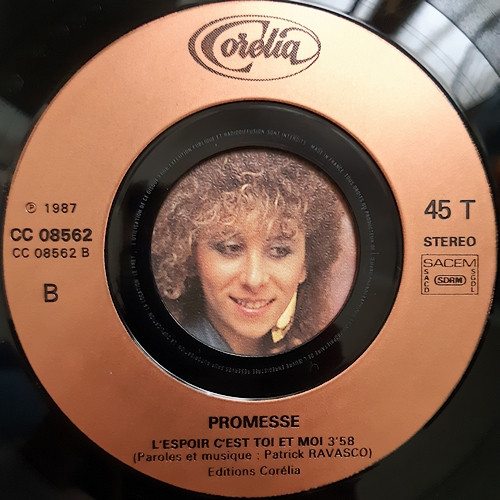 Corélia
℗ 1987
CC 08562
CC 08562 B
B
45 T
STEREO
SACEM
SACD
SDRM
SGDL
PROMESSE
L'ESPOIR C'EST TOI ET MOI 3'58
(Paroles et musique : Patrick RAVASCO)
Editions Corélia